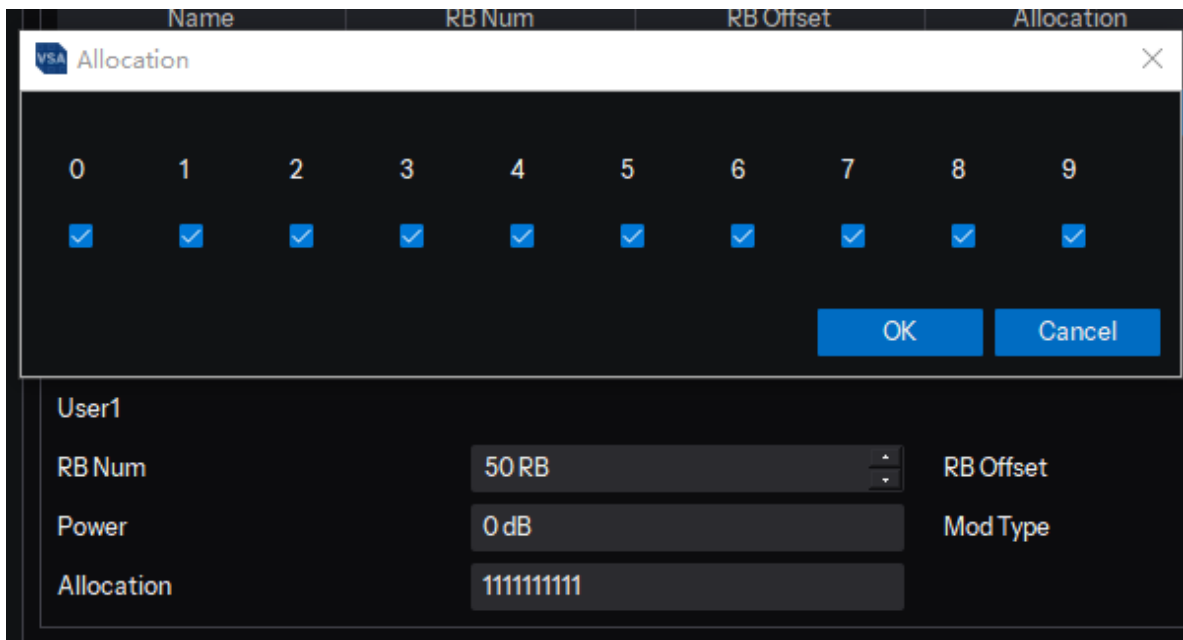 Name RB Num RB Offset Allocation
VSA Allocation
0 1 2 3 4 5 6 7 8 9
OK Cancel
User1
RB Num 50 RB RB Offset
Power 0 dB Mod Type
Allocation 1111111111